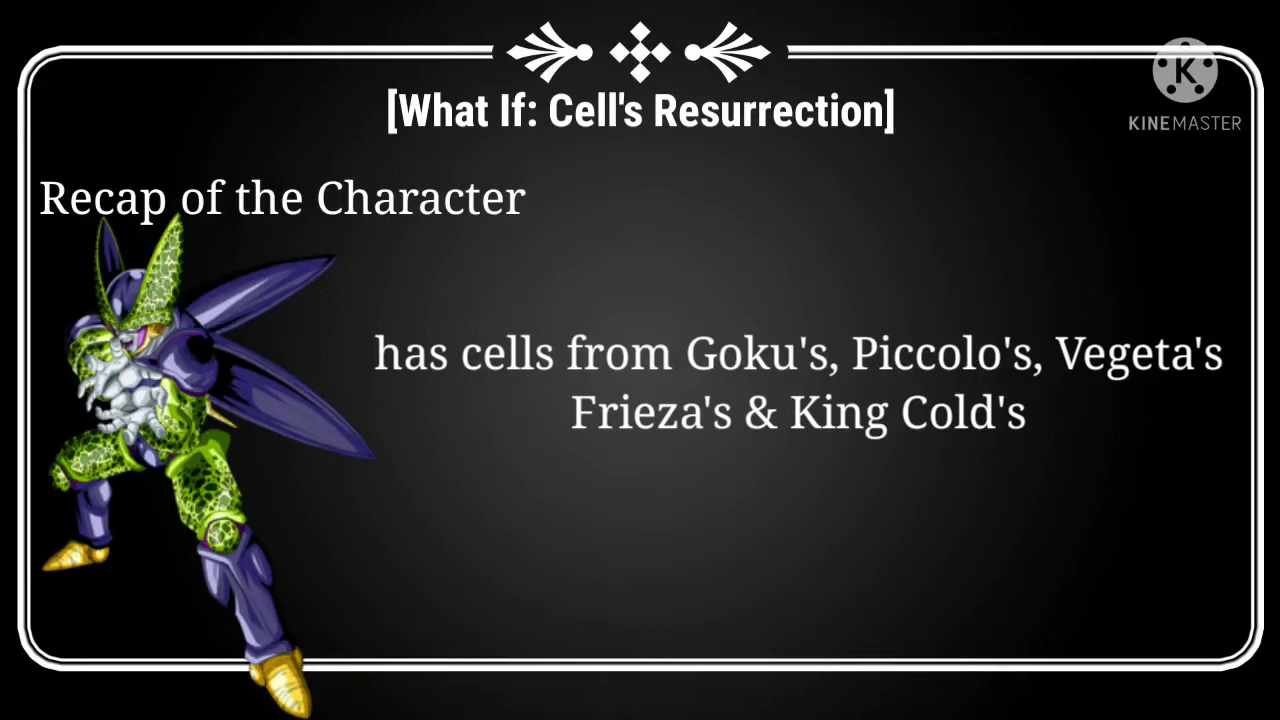 [What If: Cell's Resurrection]
K
KINEMASTER
Recap of the Character
has cells from Goku's, Piccolo's, Vegeta's
Frieza's & King Cold's